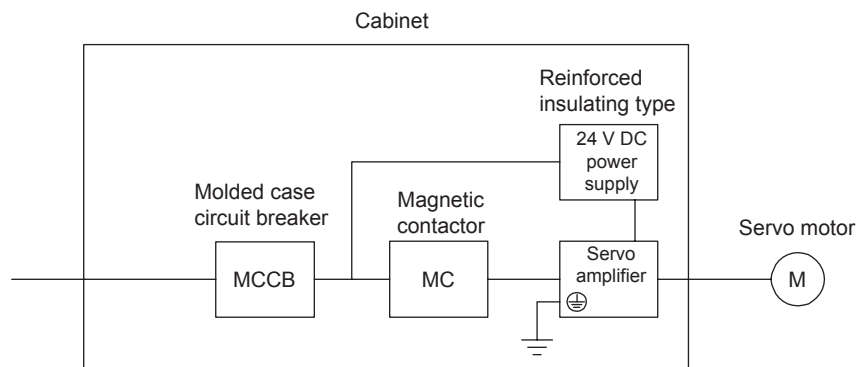 Cabinet
Reinforced
insulating type
24 V DC
power
supply
Molded case
circuit breaker
Magnetic
contactor
Servo motor
MCCB
MC
Servo
amplifier
M